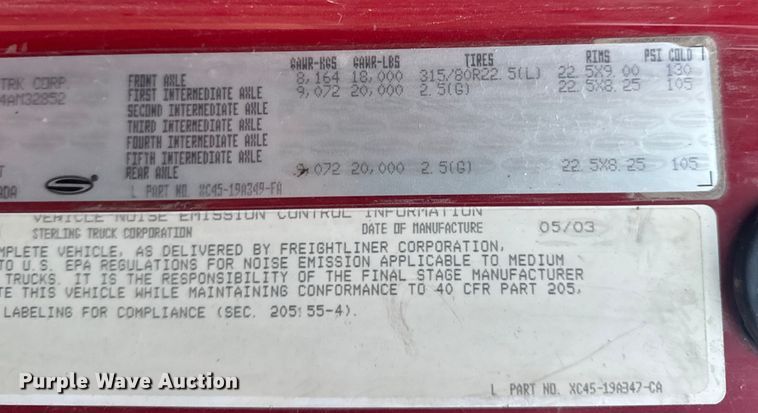 GAWR-KGS GAWR-LBS TIRES RIMS PSI COLD
TRK CORP FRONT AXLE 8,164 18,000 315/80R22.5(L) 22.5X9.00 130
4AM32852 FIRST INTERMEDIATE AXLE 9,072 20,000 2.5(G) 22.5X8.25 105
SECOND INTERMEDIATE AXLE
THIRD INTERMEDIATE AXLE
FOURTH INTERMEDIATE AXLE
FIFTH INTERMEDIATE AXLE
REAR AXLE 9,072 20,000 2.5(G) 22.5X8.25 105
ADA L PART NO. XC45-19A349-FA
VEHICLE NOISE EMISSION CONTROL INFORMATION
STERLING TRUCK CORPORATION DATE OF MANUFACTURE 05/03
MPLETE VEHICLE, AS DELIVERED BY FREIGHTLINER CORPORATION,
TO U.S. EPA REGULATIONS FOR NOISE EMISSION APPLICABLE TO MEDIUM
TRUCKS. IT IS THE RESPONSIBILITY OF THE FINAL STAGE MANUFACTURER
TE THIS VEHICLE WHILE MAINTAINING CONFORMANCE TO 40 CFR PART 205,
LABELING FOR COMPLIANCE (SEC. 205:55-4).
L PART NO. XC45-19A347-CA
Purple Wave Auction